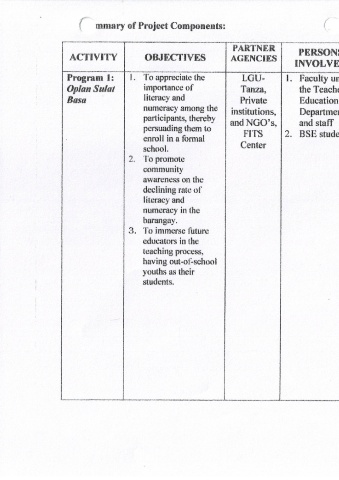 mmary of Project Components:
ACTIVITY
OBJECTIVES
PARTNER
AGENCIES
PERSON
INVOLVE
Program 1:
Oplan Sulat
Basa
1. To appreciate the
importance of
literacy and
numeracy among the
participants, thereby
persuading them to
enroll in a formal
school.
2. To promote
community
awareness on the
declining rate of
literacy and
numeracy in the
barangay.
3. To immerse future
educators in the
teaching process,
having out-of-school
youths as their
students.
LGU-
Tanza,
Private
institutions,
and NGO's,
FITS
Center
1. Faculty un
the Teache
Education
Departmen
and staff
2. BSE stude